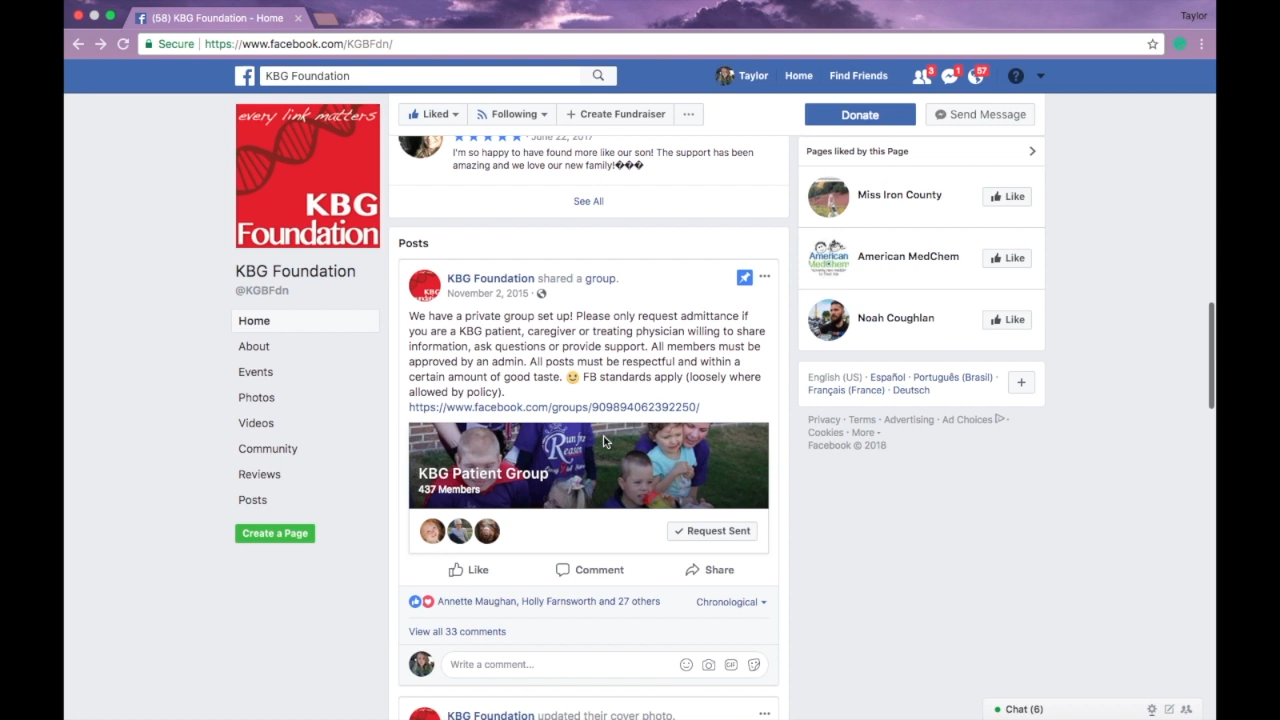 (58) KBG Foundation - Home
Taylor
Secure
https://www.facebook.com/KGBFdn/
KBG Foundation
Taylor
Home
Find Friends
3
1
57
every link matters
KBG
Foundation
KBG Foundation
@KGBFdn
Home
About
Events
Photos
Videos
Community
Reviews
Posts
Create a Page
Liked
Following
+ Create Fundraiser
...
Donate
Send Message
June 22, 2017
I'm so happy to have found more like our son! The support has been
amazing and we love our new family!���
See All
Posts
KBG Foundation shared a group.
November 2, 2015 ·
We have a private group set up! Please only request admittance if
you are a KBG patient, caregiver or treating physician willing to share
information, ask questions or provide support. All members must be
approved by an admin. All posts must be respectful and within a
certain amount of good taste. 😉 FB standards apply (loosely where
allowed by policy).
https://www.facebook.com/groups/909894062392250/
Run for a
Reason
KBG Patient Group
437 Members
✓ Request Sent
Like
Comment
Share
Annette Maughan, Holly Farnsworth and 27 others
Chronological
View all 33 comments
Write a comment...
GIF
KBG Foundation updated their cover photo.
Pages liked by this Page
Miss Iron County
Like
American
MedChem
American MedChem
Like
Noah Coughlan
Like
English (US) · Español · Português (Brasil) ·
Français (France) · Deutsch
+
Privacy · Terms · Advertising · Ad Choices ·
Cookies · More
Facebook © 2018
Chat (6)